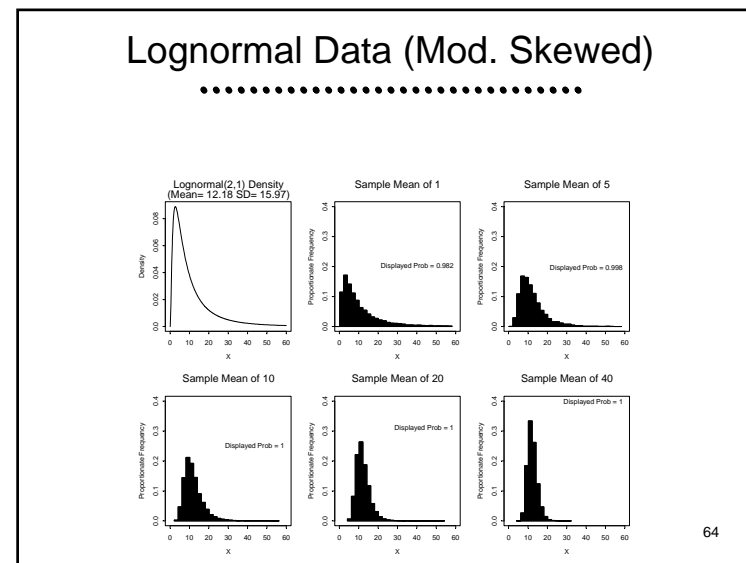 Lognormal Data (Mod. Skewed)
Lognormal(2,1) Density
(Mean= 12.18 SD= 15.97)
Density
0.0 0.02 0.04 0.06 0.08
0 10 20 30 40 50 60
X
Sample Mean of 1
Displayed Prob = 0.982
Proportionate Frequency
0.0 0.1 0.2 0.3 0.4
0 10 20 30 40 50 60
X
Sample Mean of 5
Displayed Prob = 0.998
Proportionate Frequency
0.0 0.1 0.2 0.3 0.4
0 10 20 30 40 50 60
X
Sample Mean of 10
Displayed Prob = 1
Proportionate Frequency
0.0 0.1 0.2 0.3 0.4
0 10 20 30 40 50 60
X
Sample Mean of 20
Displayed Prob = 1
Proportionate Frequency
0.0 0.1 0.2 0.3 0.4
0 10 20 30 40 50 60
X
Sample Mean of 40
Displayed Prob = 1
Proportionate Frequency
0.0 0.1 0.2 0.3 0.4
0 10 20 30 40 50 60
X
64